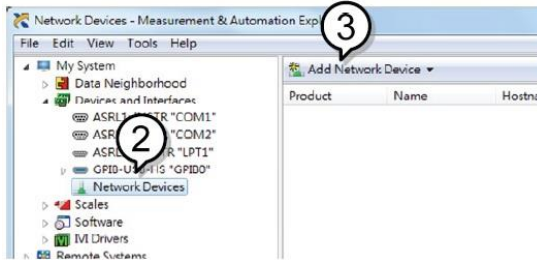 Network Devices - Measurement & Automation Expl
3
File Edit View Tools Help
My System
Add Network Device
Data Neighborhood
Product Name Hostna
Devices and Interfaces
"COM1"
2
"COM2"
"LPT1"
"GPIB0"
Network Devices
Scales
Software
IVI Drivers
Remote Systems